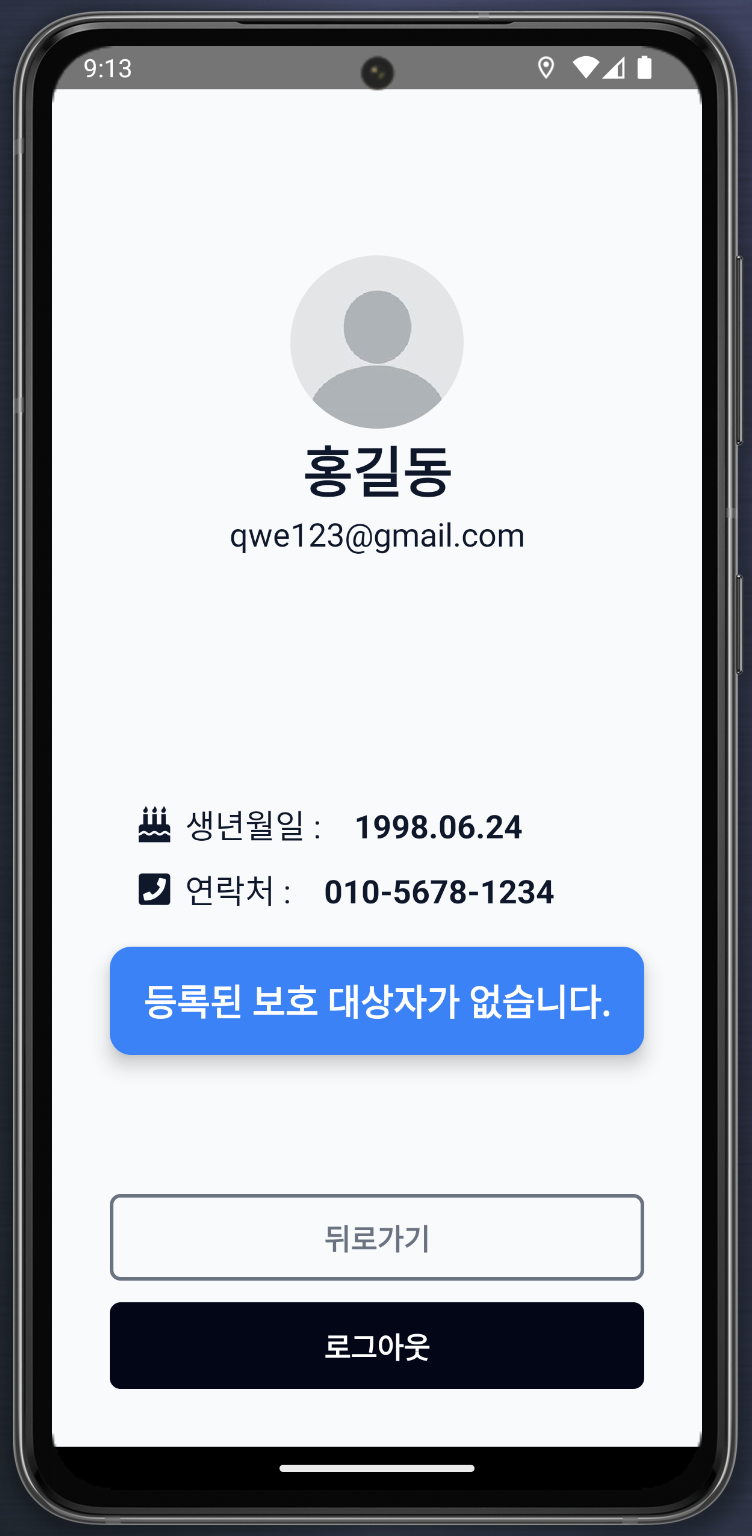 9:13
홍길동
qwe123@gmail.com
생년월일 : 1998.06.24
연락처 : 010-5678-1234
등록된 보호 대상자가 없습니다.
뒤로가기
로그아웃